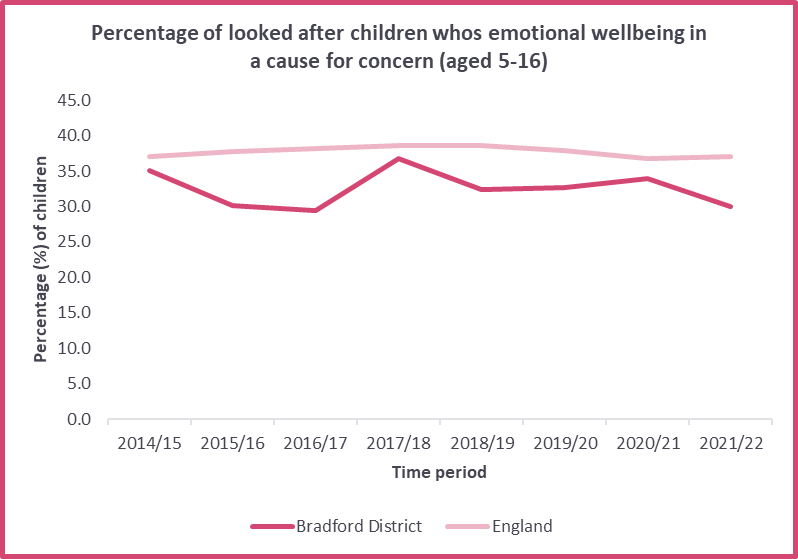 Percentage of looked after children whos emotional wellbeing in
a cause for concern (aged 5-16)
Percentage (%) of children
45.0
40.0
35.0
30.0
25.0
20.0
15.0
10.0
5.0
0.0
2014/15 2015/16 2016/17 2017/18 2018/19 2019/20 2020/21 2021/22
Time period
Bradford District England